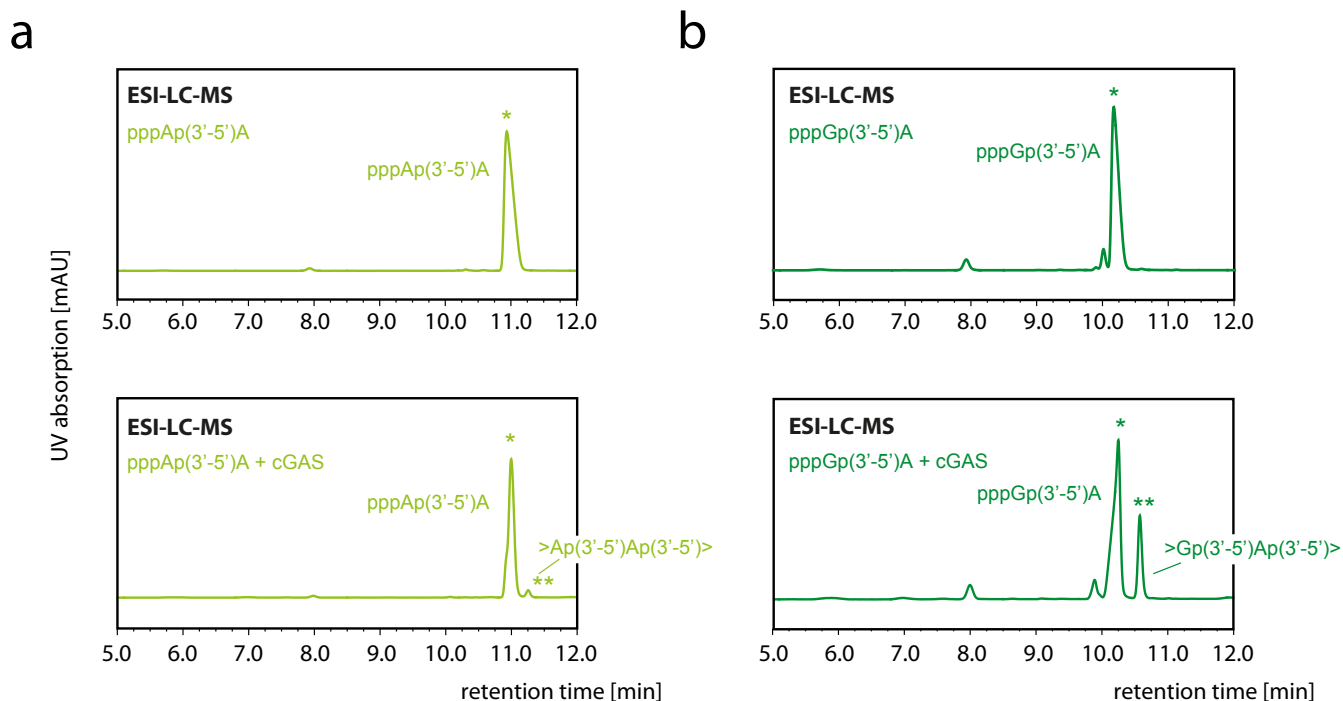 a
ESI-LC-MS
pppAp(3’-5’)A
*
pppAp(3’-5’)A
5.0 6.0 7.0 8.0 9.0 10.0 11.0 12.0
ESI-LC-MS
pppAp(3’-5’)A + cGAS
*
pppAp(3’-5’)A
>Ap(3’-5’)Ap(3’-5’)>
**
5.0 6.0 7.0 8.0 9.0 10.0 11.0 12.0
retention time [min]
UV absorption [mAU]
b
ESI-LC-MS
pppGp(3’-5’)A
*
pppGp(3’-5’)A
5.0 6.0 7.0 8.0 9.0 10.0 11.0 12.0
ESI-LC-MS
pppGp(3’-5’)A + cGAS
*
pppGp(3’-5’)A
**
>Gp(3’-5’)Ap(3’-5’)>
5.0 6.0 7.0 8.0 9.0 10.0 11.0 12.0
retention time [min]